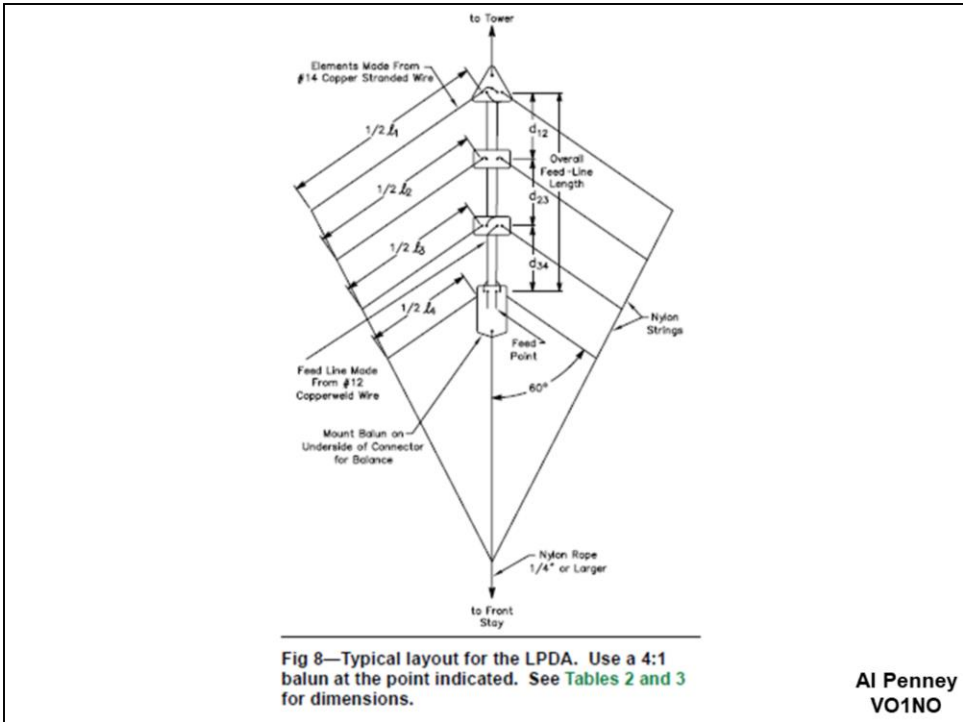 to Tower
Elements Made From
#14 Copper Stranded Wire
1/2 ℓ1
d12
Overall
Feed-Line
Length
1/2 ℓ2
d23
1/2 ℓ3
d34
1/2 ℓ4
Nylon
Strings
Feed
Point
Feed Line Made
From #12
Copperweld Wire
60°
Mount Balun on
Underside of Connector
for Balance
Nylon Rope
1/4" or Larger
to Front
Stay
Fig 8—Typical layout for the LPDA. Use a 4:1
balun at the point indicated. See Tables 2 and 3
for dimensions.
Al Penney
VO1NO